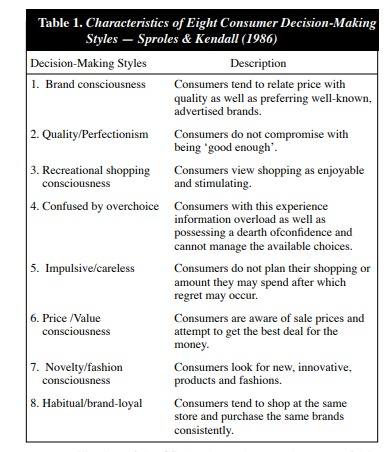 Table 1. Characteristics of Eight Consumer Decision-Making
Styles — Sproles & Kendall (1986)
Decision-Making Styles Description
1. Brand consciousness Consumers tend to relate price with
quality as well as preferring well-known,
advertised brands.
2. Quality/Perfectionism Consumers do not compromise with
being ‘good enough’.
3. Recreational shopping Consumers view shopping as enjoyable
consciousness and stimulating.
4. Confused by overchoice Consumers with this experience
information overload as well as
possessing a dearth ofconfidence and
cannot manage the available choices.
5. Impulsive/careless Consumers do not plan their shopping or
amount they may spend after which
regret may occur.
6. Price /Value Consumers are aware of sale prices and
consciousness attempt to get the best deal for the
money.
7. Novelty/fashion Consumers look for new, innovative,
consciousness products and fashions.
8. Habitual/brand-loyal Consumers tend to shop at the same
store and purchase the same brands
consistently.